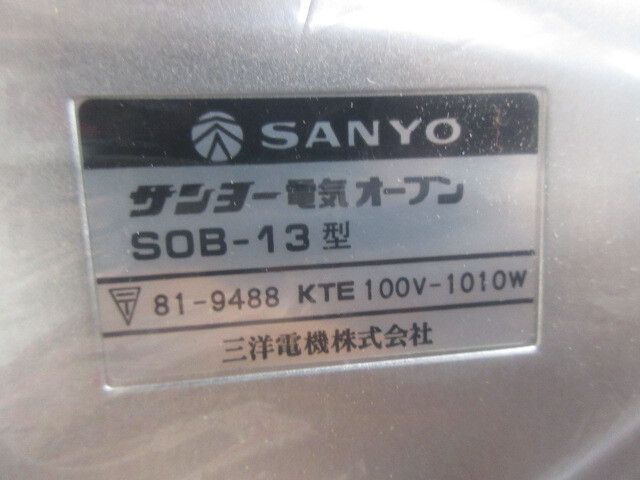 SANYO
サンヨー電気オーブン
SOB-13型
〒 81-9488 KTE 100V-1010W
三洋電機株式会社